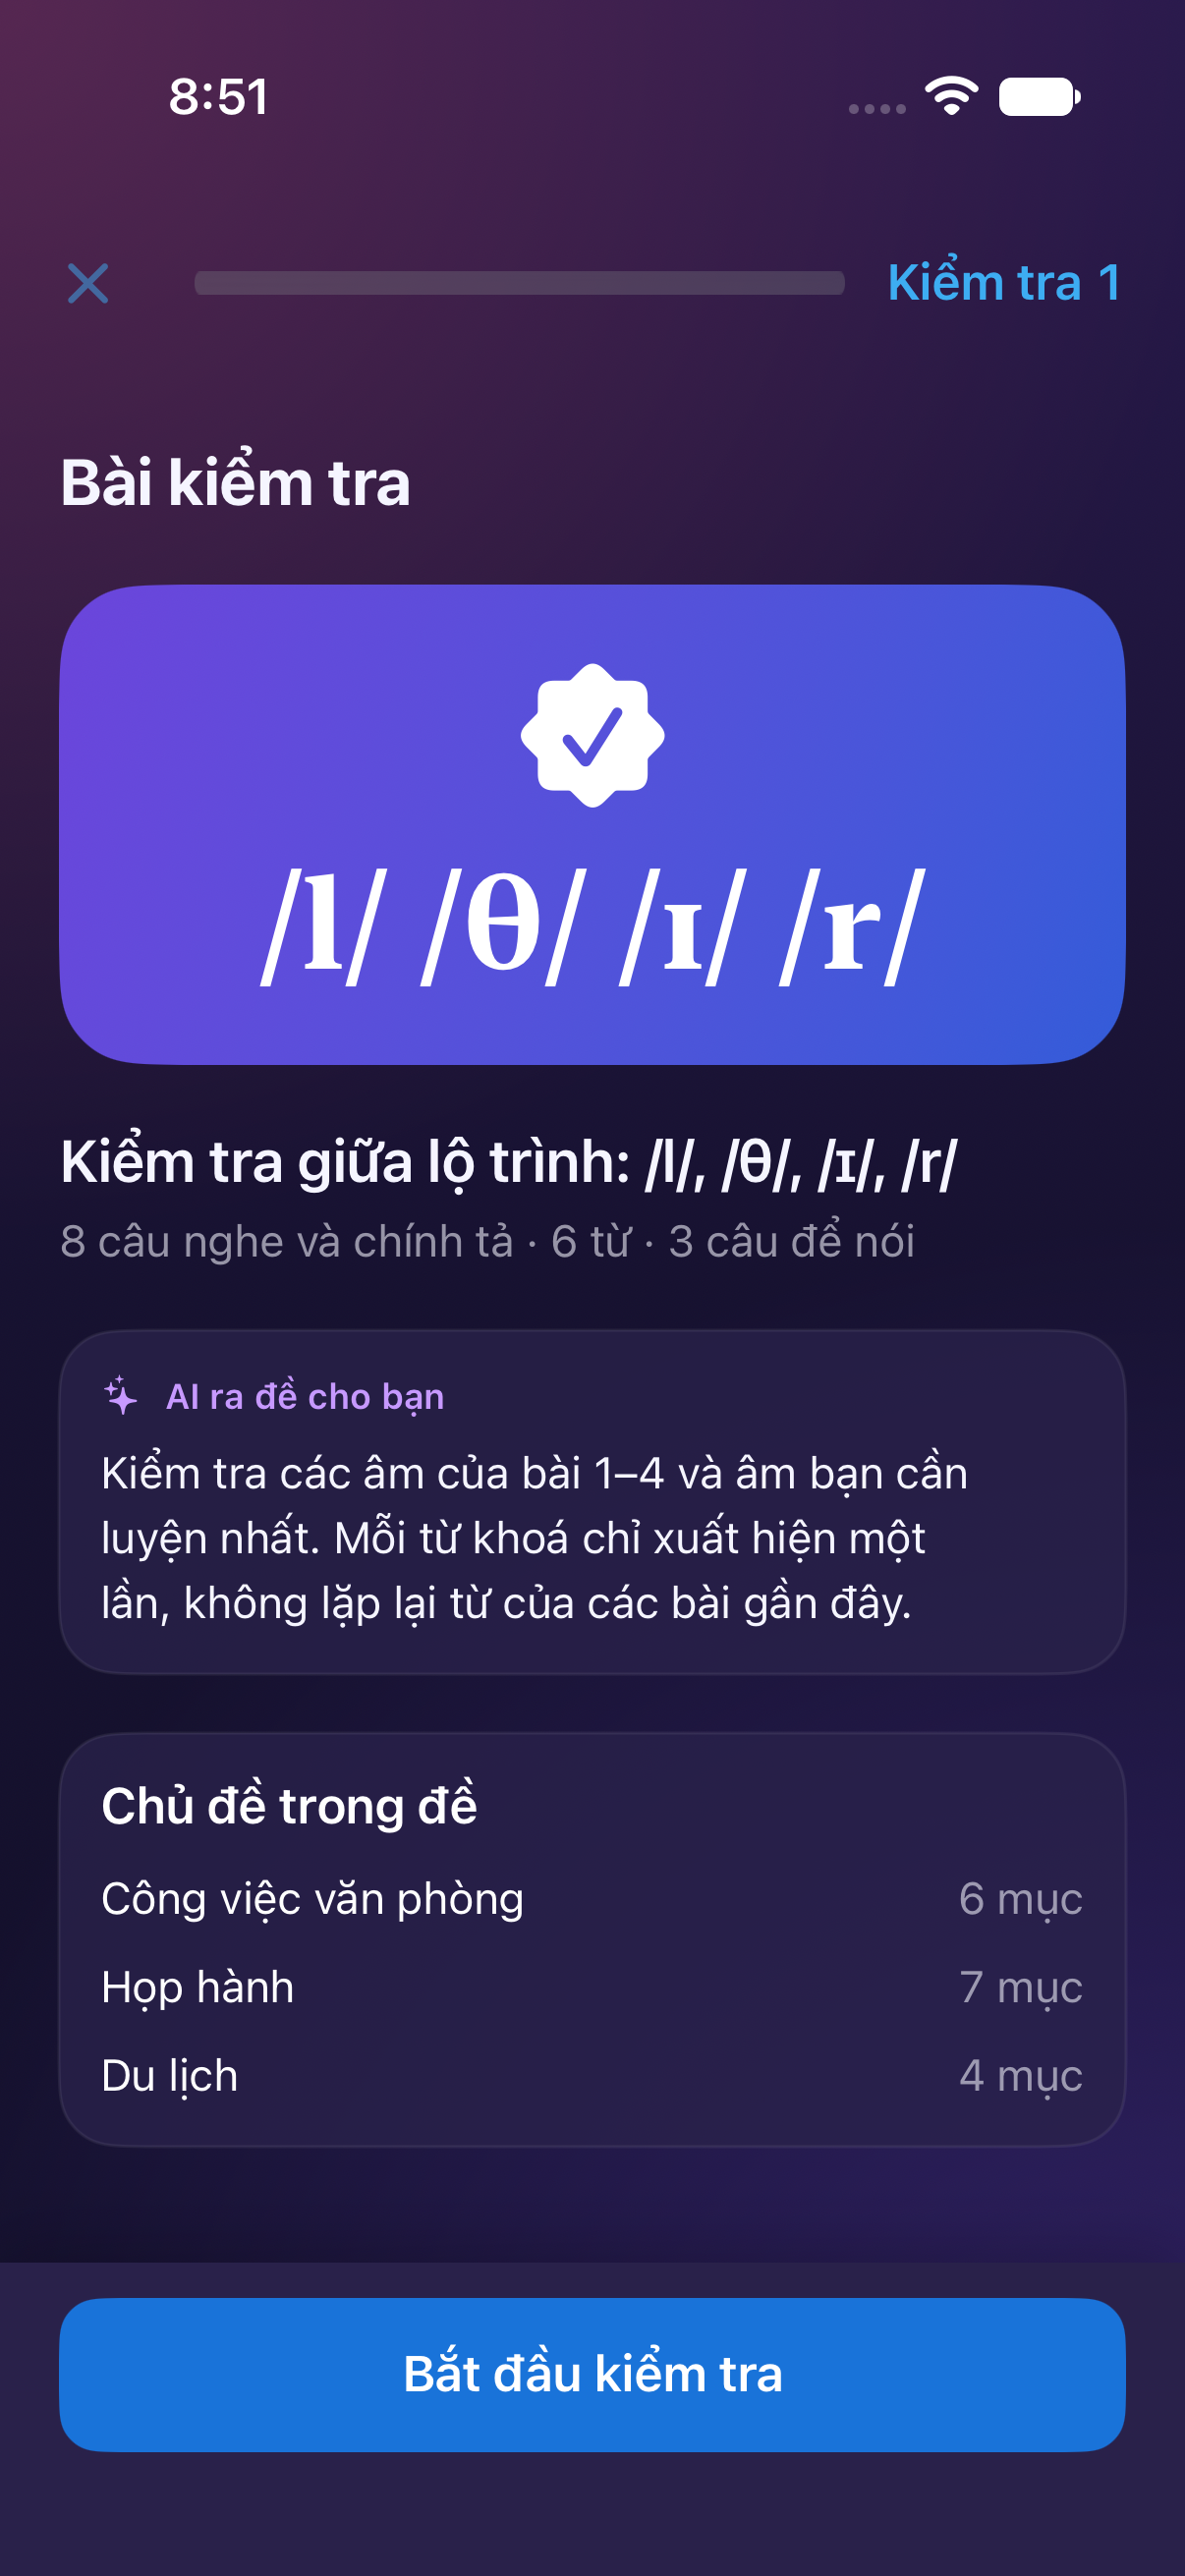 8:51
Kiểm tra 1
Bài kiểm tra
/l/ /θ/ /ɪ/ /r/
Kiểm tra giữa lộ trình: /l/, /θ/, /ɪ/, /r/
8 câu nghe và chính tả · 6 từ · 3 câu để nói
AI ra đề cho bạn
Kiểm tra các âm của bài 1–4 và âm bạn cần
luyện nhất. Mỗi từ khoá chỉ xuất hiện một
lần, không lặp lại từ của các bài gần đây.
Chủ đề trong đề
Công việc văn phòng 6 mục
Họp hành 7 mục
Du lịch 4 mục
Bắt đầu kiểm tra